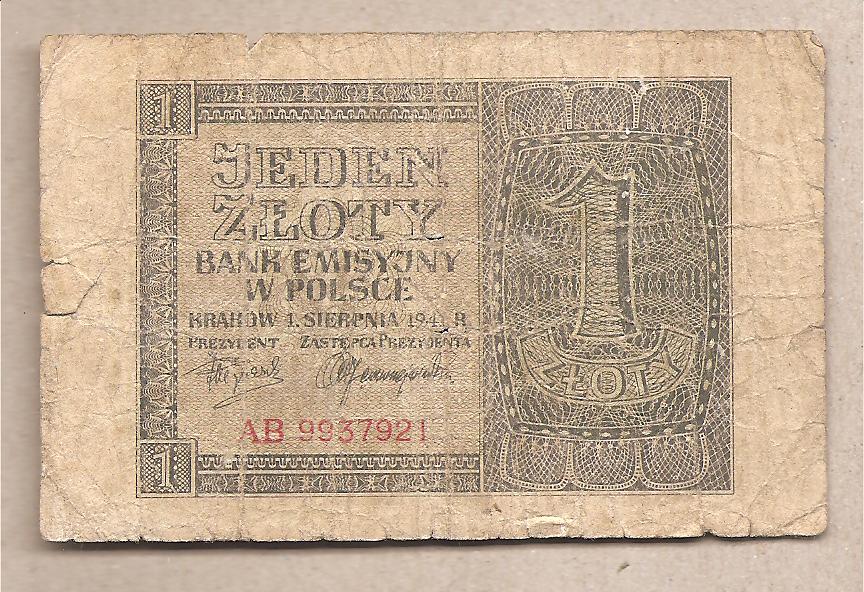 1
JEDEN
ZŁOTY
BANK EMISYJNY
W POLSCE
KRAKÓW 1. SIERPNIA 1941 R
PREZYDENT ZASTĘPCA PREZYDENTA
AB 9937921
1
1
ZŁOTY